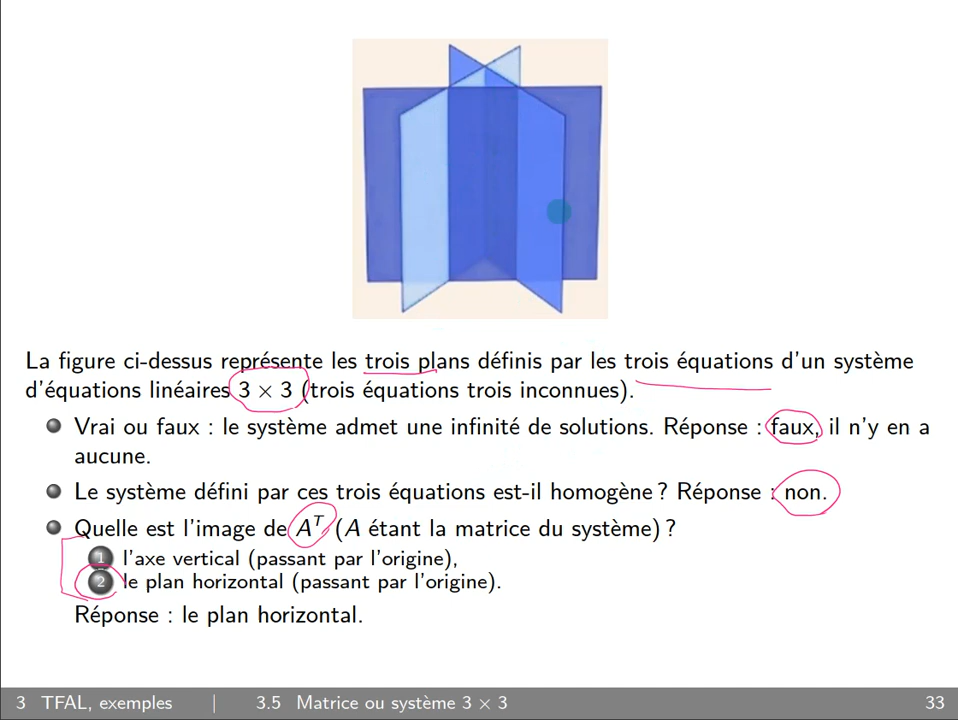 La figure ci-dessus représente les trois plans définis par les trois équations d'un système
d'équations linéaires 3 × 3 (trois équations trois inconnues).
Vrai ou faux : le système admet une infinité de solutions. Réponse : faux, il n'y en a
aucune.
Le système défini par ces trois équations est-il homogène ? Réponse : non.
Quelle est l'image de Aᵀ (A étant la matrice du système) ?
1 l'axe vertical (passant par l'origine),
2 le plan horizontal (passant par l'origine).
Réponse : le plan horizontal.
3 TFAL, exemples | 3.5 Matrice ou système 3 × 3 33